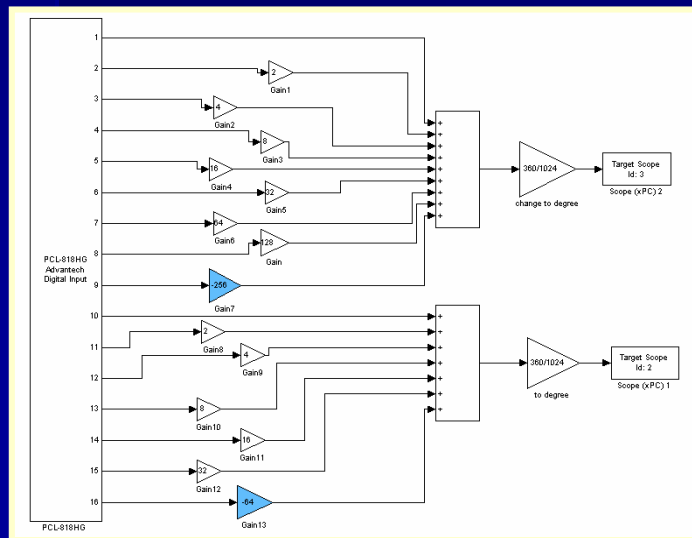 1
2
2
Gain1
3
4
Gain2
4
8
Gain3
5
16
Gain4
6
32
Gain5
7
64
Gain6
8
128
Gain
9
-256
Gain7
+
+
+
+
+
+
+
+
+
360/1024
change to degree
Target Scope
Id: 3
Scope (xPC) 2
PCL-818HG
Advantech
Digital Input
10
11
2
Gain8
12
4
Gain9
13
8
Gain10
14
16
Gain11
15
32
Gain12
16
-64
Gain13
+
+
+
+
+
+
+
360/1024
to degree
Target Scope
Id: 2
Scope (xPC) 1
PCL-818HG